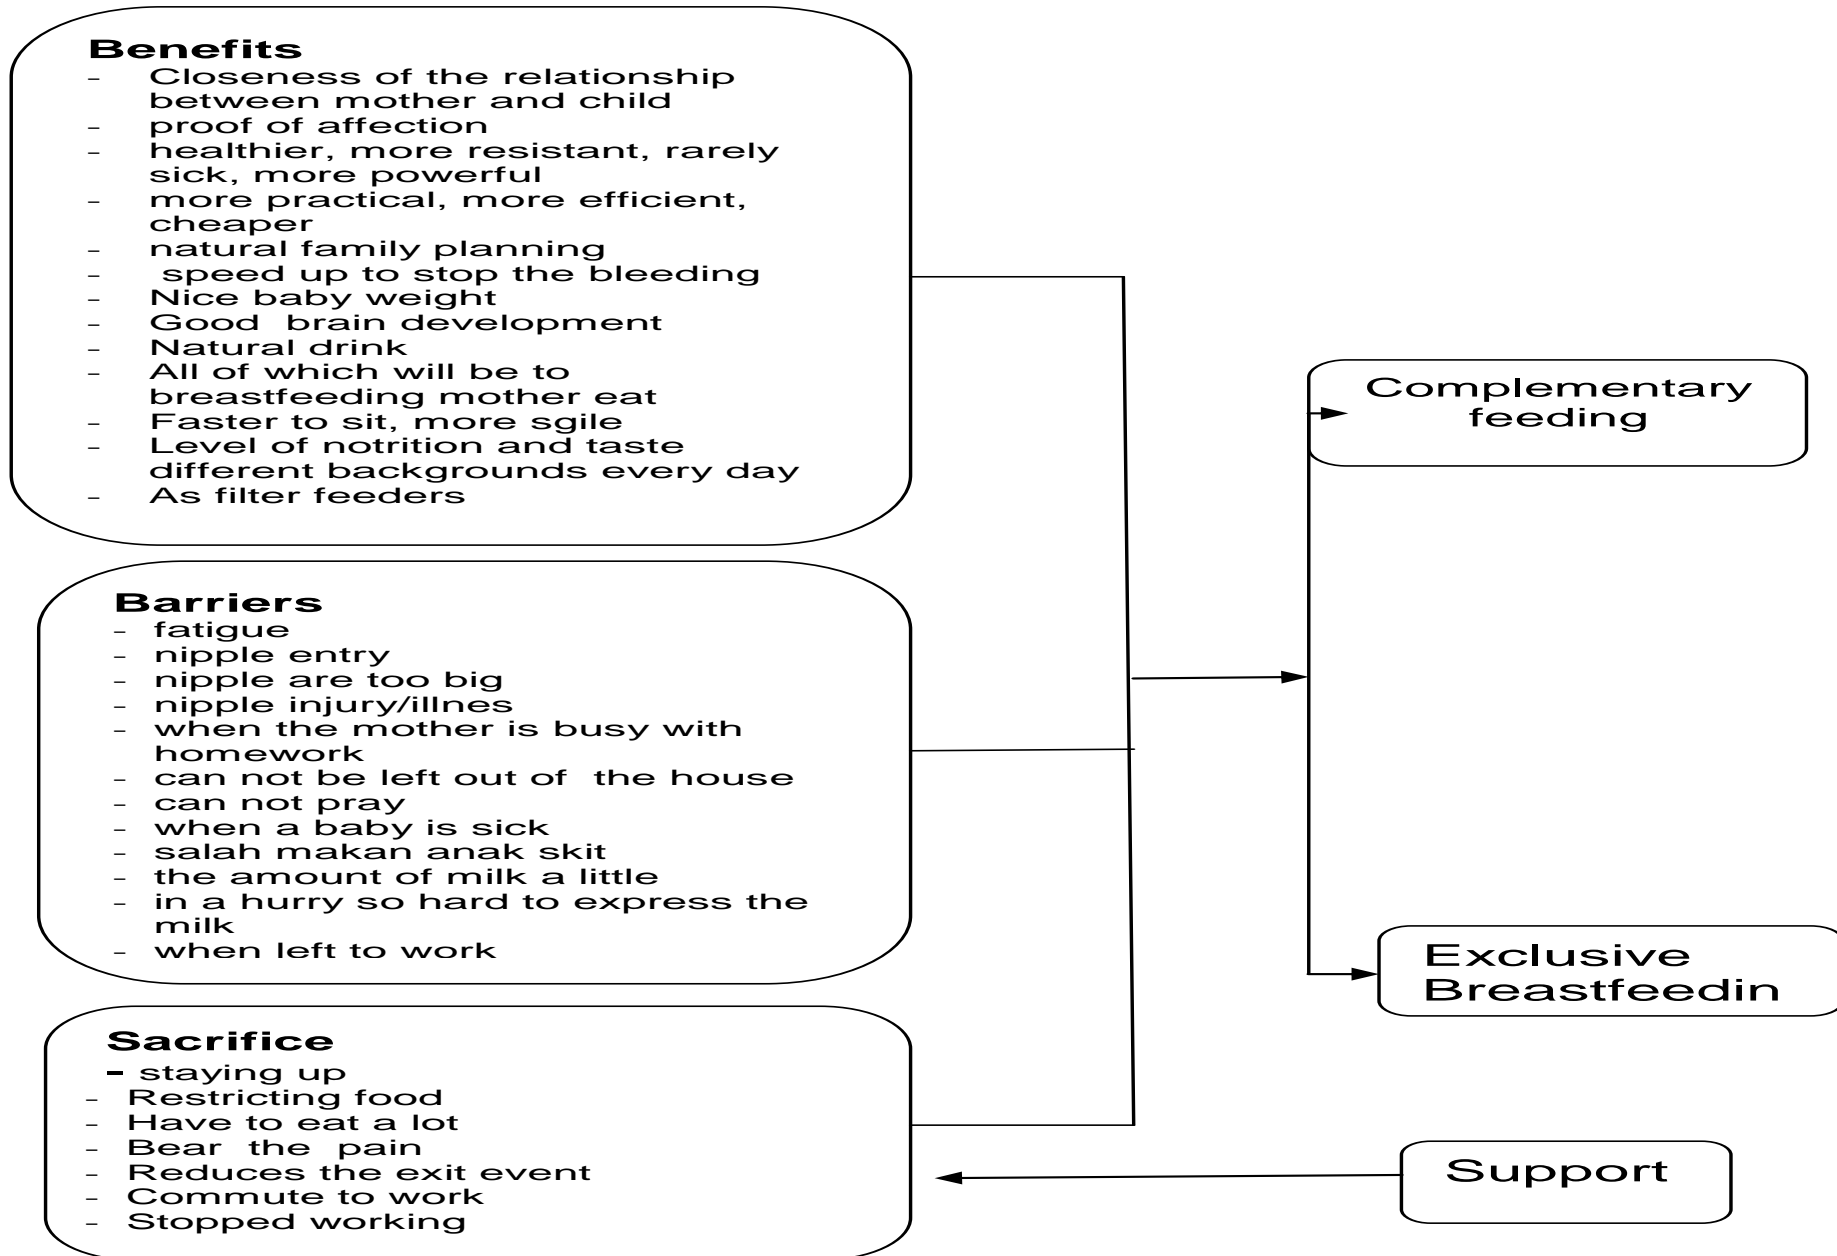 Benefits
- Closeness of the relationship
between mother and child
- proof of affection
- healthier, more resistant, rarely
sick, more powerful
- more practical, more efficient,
cheaper
- natural family planning
- speed up to stop the bleeding
- Nice baby weight
- Good brain development
- Natural drink
- All of which will be to
breastfeeding mother eat
- Faster to sit, more sgile
- Level of notrition and taste
different backgrounds every day
- As filter feeders
Barriers
- fatigue
- nipple entry
- nipple are too big
- nipple injury/illnes
- when the mother is busy with
homework
- can not be left out of the house
- can not pray
- when a baby is sick
- salah makan anak skit
- the amount of milk a little
- in a hurry so hard to express the
milk
- when left to work
Sacrifice
- staying up
- Restricting food
- Have to eat a lot
- Bear the pain
- Reduces the exit event
- Commute to work
- Stopped working
Complementary
feeding
Exclusive
Breastfeedin
Support